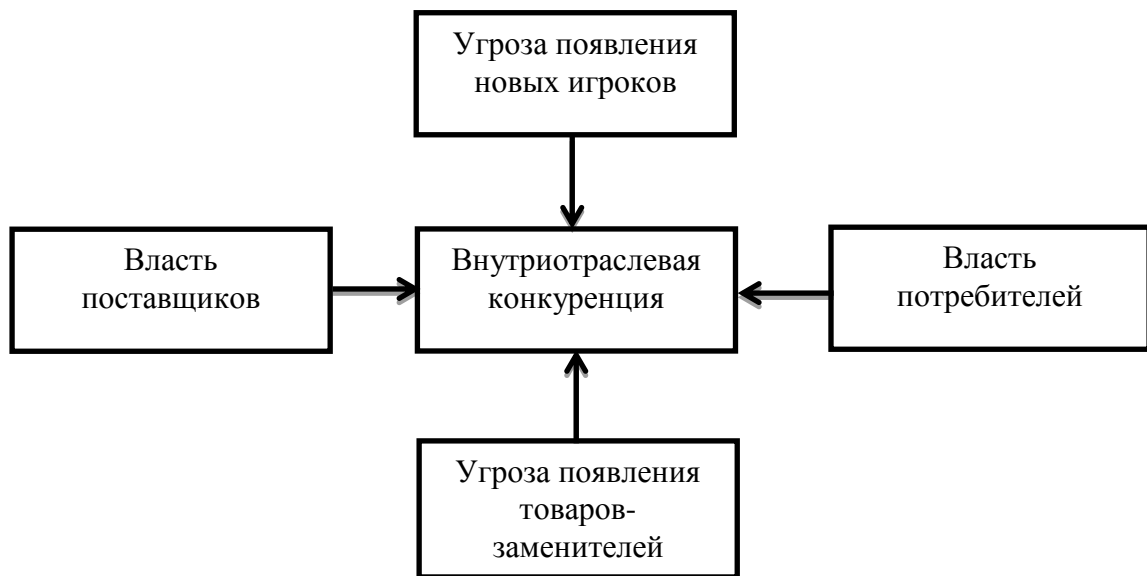 Угроза появления
новых игроков
Власть
поставщиков
Внутриотраслевая
конкуренция
Власть
потребителей
Угроза появления
товаров-
заменителей